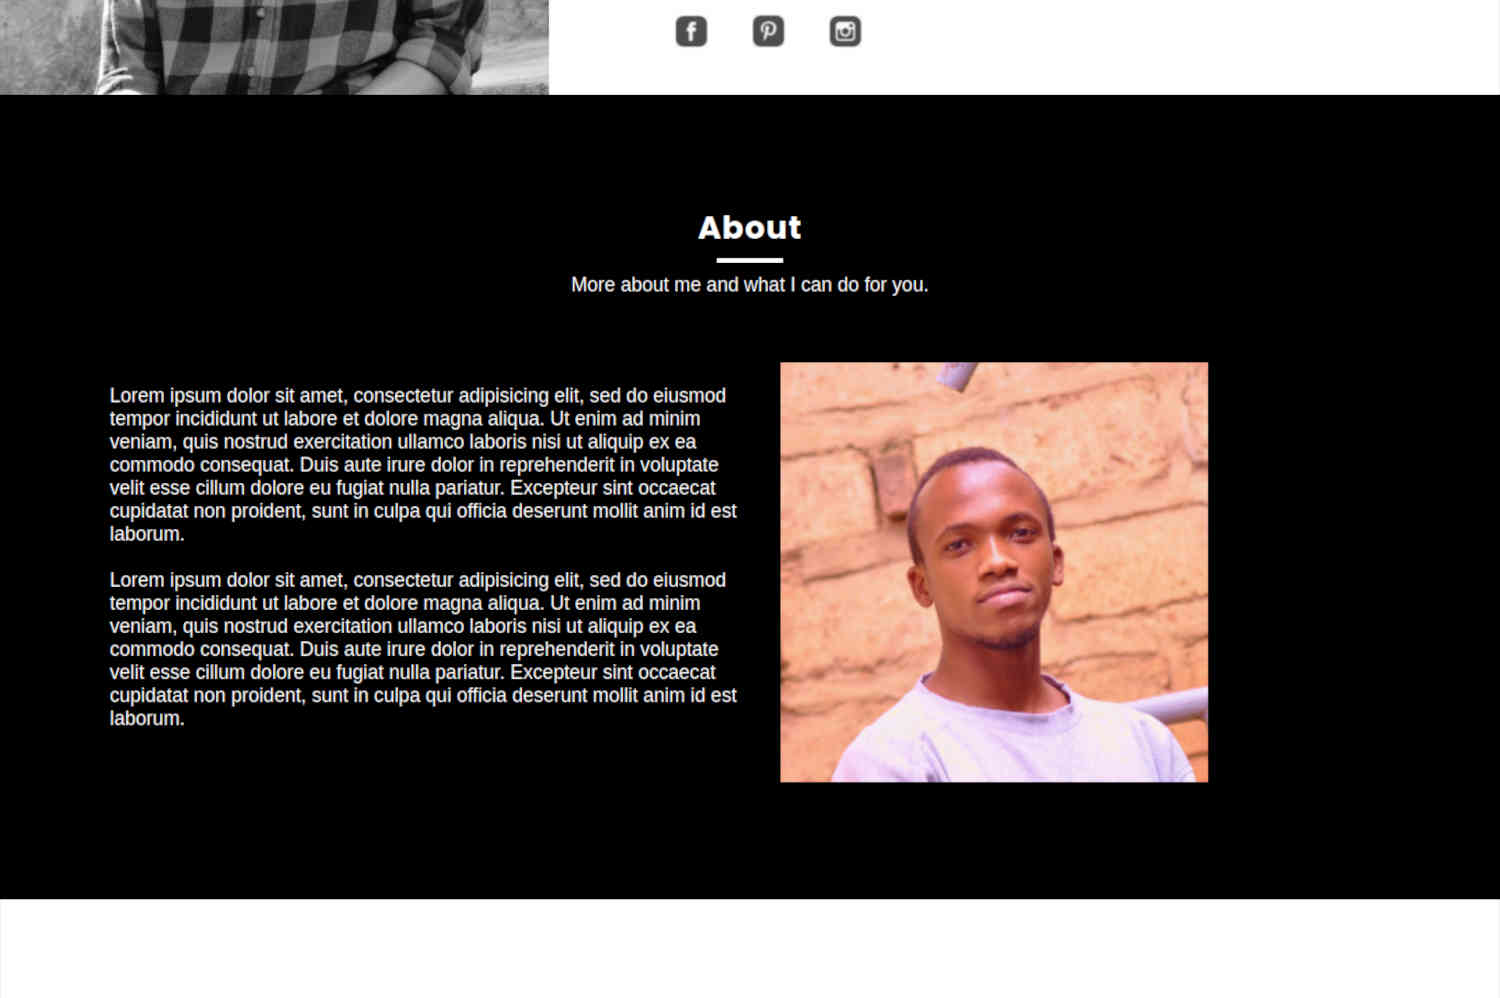 About
More about me and what I can do for you.
Lorem ipsum dolor sit amet, consectetur adipisicing elit, sed do eiusmod
tempor incididunt ut labore et dolore magna aliqua. Ut enim ad minim
veniam, quis nostrud exercitation ullamco laboris nisi ut aliquip ex ea
commodo consequat. Duis aute irure dolor in reprehenderit in voluptate
velit esse cillum dolore eu fugiat nulla pariatur. Excepteur sint occaecat
cupidatat non proident, sunt in culpa qui officia deserunt mollit anim id est
laborum.
Lorem ipsum dolor sit amet, consectetur adipisicing elit, sed do eiusmod
tempor incididunt ut labore et dolore magna aliqua. Ut enim ad minim
veniam, quis nostrud exercitation ullamco laboris nisi ut aliquip ex ea
commodo consequat. Duis aute irure dolor in reprehenderit in voluptate
velit esse cillum dolore eu fugiat nulla pariatur. Excepteur sint occaecat
cupidatat non proident, sunt in culpa qui officia deserunt mollit anim id est
laborum.